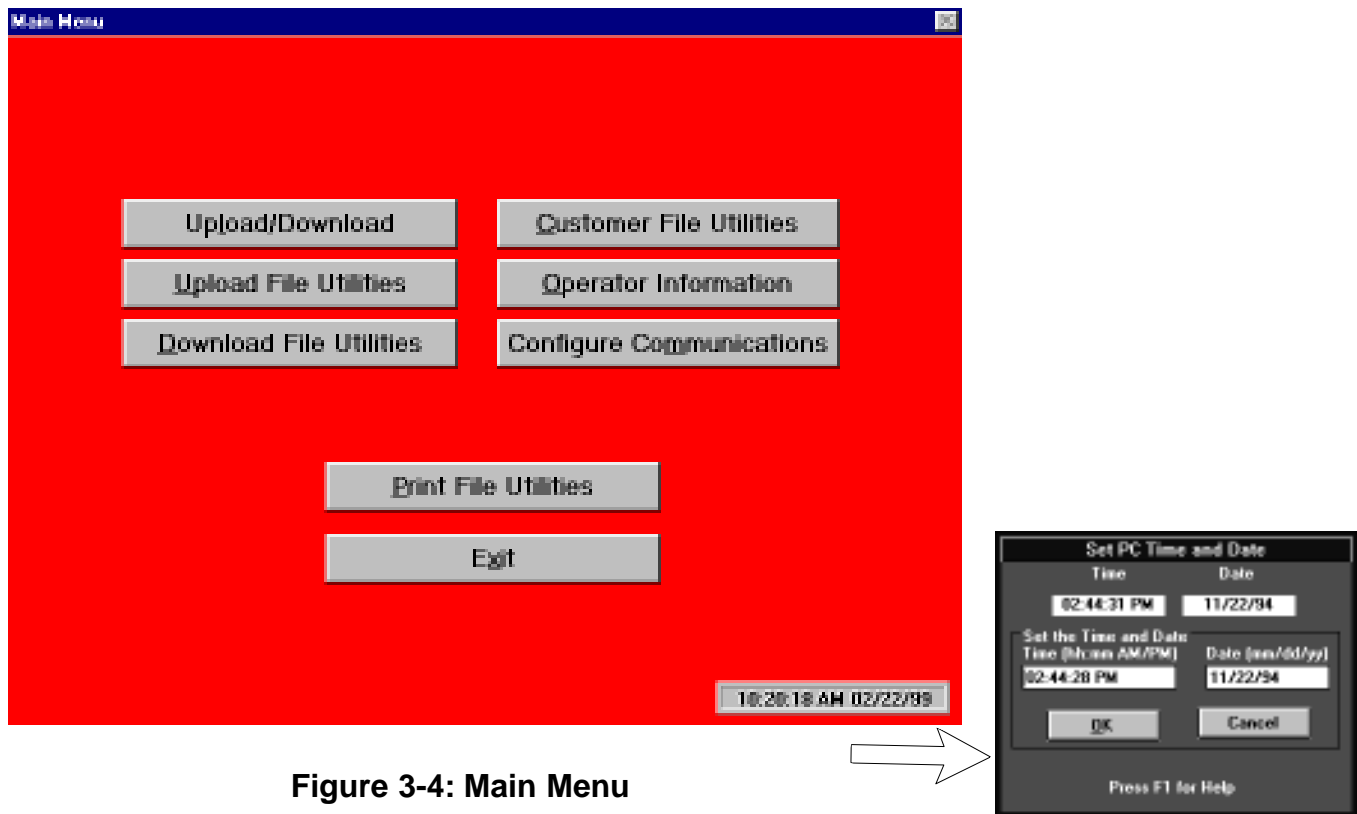 Main Menu
Upload/Download
Customer File Utilities
Upload File Utilities
Operator Information
Download File Utilities
Configure Communications
Print File Utilities
Exit
10:20:18 AM 02/22/99
Figure 3-4: Main Menu
Set PC Time and Date
Time Date
02:44:31 PM 11/22/94
Set the Time and Date
Time (hh:mm AM/PM) Date (mm/dd/yy)
02:44:28 PM 11/22/94
OK Cancel
Press F1 for Help